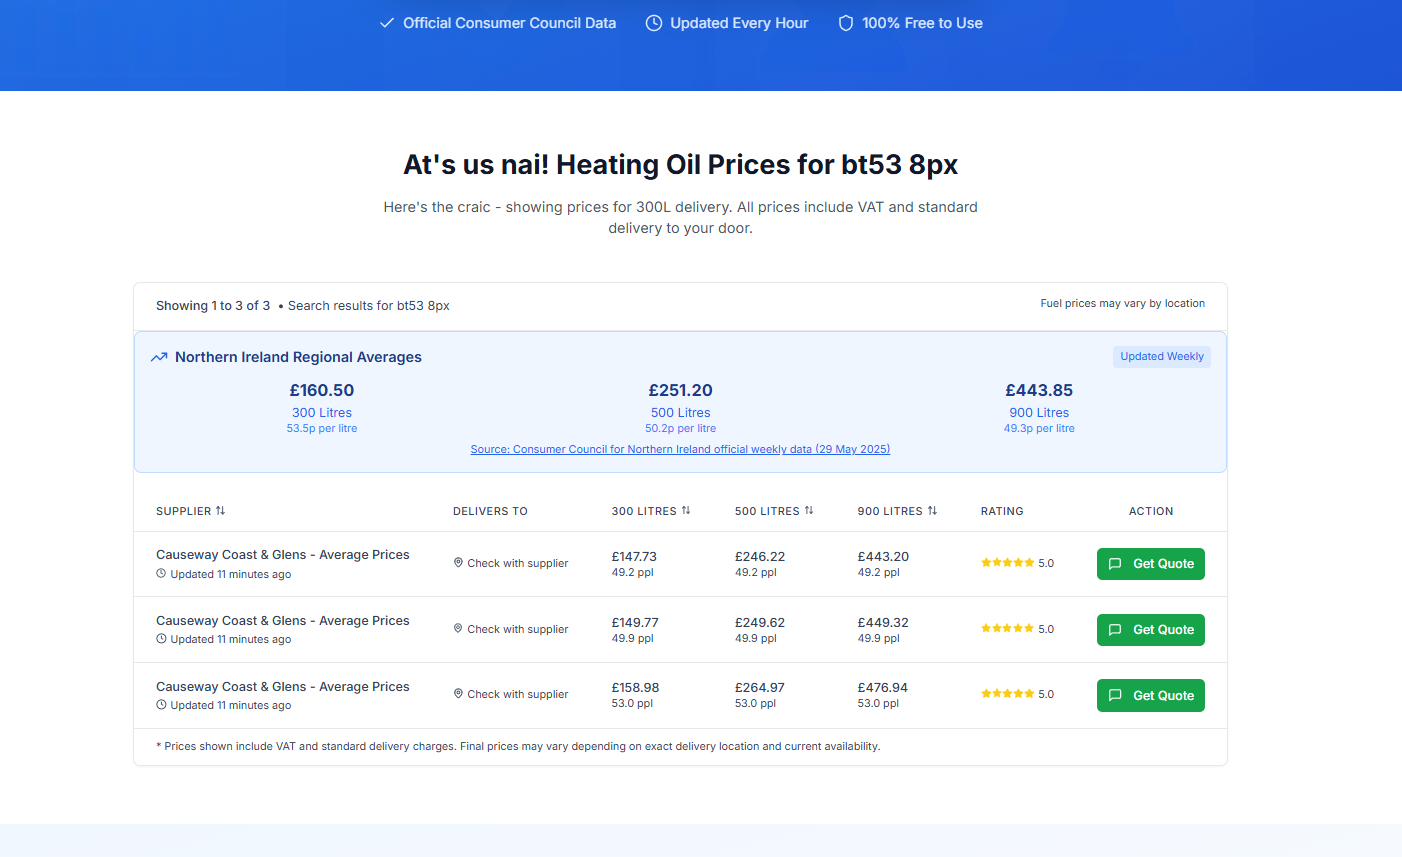 Official Consumer Council Data Updated Every Hour 100% Free to Use
At's us nai! Heating Oil Prices for bt53 8px
Here's the craic - showing prices for 300L delivery. All prices include VAT and standard
delivery to your door.
Showing 1 to 3 of 3 • Search results for bt53 8px Fuel prices may vary by location
Northern Ireland Regional Averages Updated Weekly
£160.50 £251.20 £443.85
300 Litres 500 Litres 900 Litres
53.5p per litre 50.2p per litre 49.3p per litre
Source: Consumer Council for Northern Ireland official weekly data (29 May 2025)
SUPPLIER DELIVERS TO 300 LITRES 500 LITRES 900 LITRES RATING ACTION
Causeway Coast & Glens - Average Prices £147.73 £246.22 £443.20
Updated 11 minutes ago Check with supplier 49.2 ppl 49.2 ppl 49.2 ppl 5.0 Get Quote
Causeway Coast & Glens - Average Prices £149.77 £249.62 £449.32
Updated 11 minutes ago Check with supplier 49.9 ppl 49.9 ppl 49.9 ppl 5.0 Get Quote
Causeway Coast & Glens - Average Prices £158.98 £264.97 £476.94
Updated 11 minutes ago Check with supplier 53.0 ppl 53.0 ppl 53.0 ppl 5.0 Get Quote
* Prices shown include VAT and standard delivery charges. Final prices may vary depending on exact delivery location and current availability.